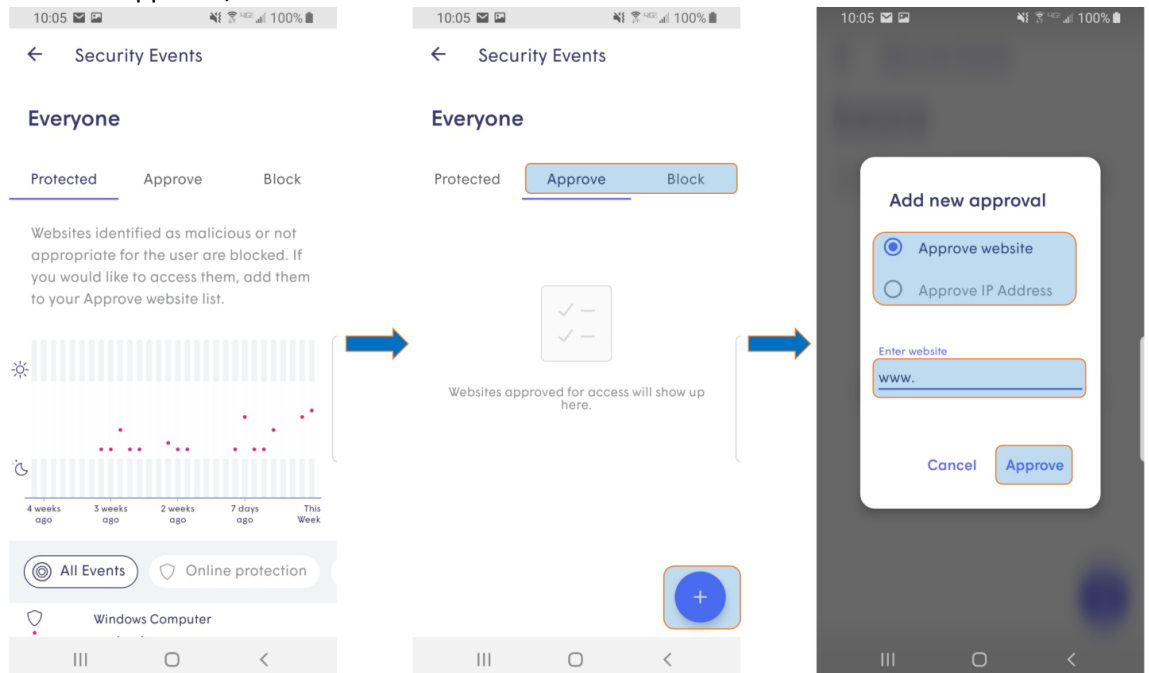 10:05 4GE 100%
Security Events
Everyone
Protected Approve Block
Websites identified as malicious or not
appropriate for the user are blocked. If
you would like to access them, add them
to your Approve website list.
4 weeks ago 3 weeks ago 2 weeks ago 7 days ago This Week
All Events Online protection
Windows Computer
10:05 4GE 100%
Security Events
Everyone
Protected Approve Block
Websites approved for access will show up
here.
+
10:05 4GE 100%
Add new approval
Approve website
Approve IP Address
Enter website
www.
Cancel Approve